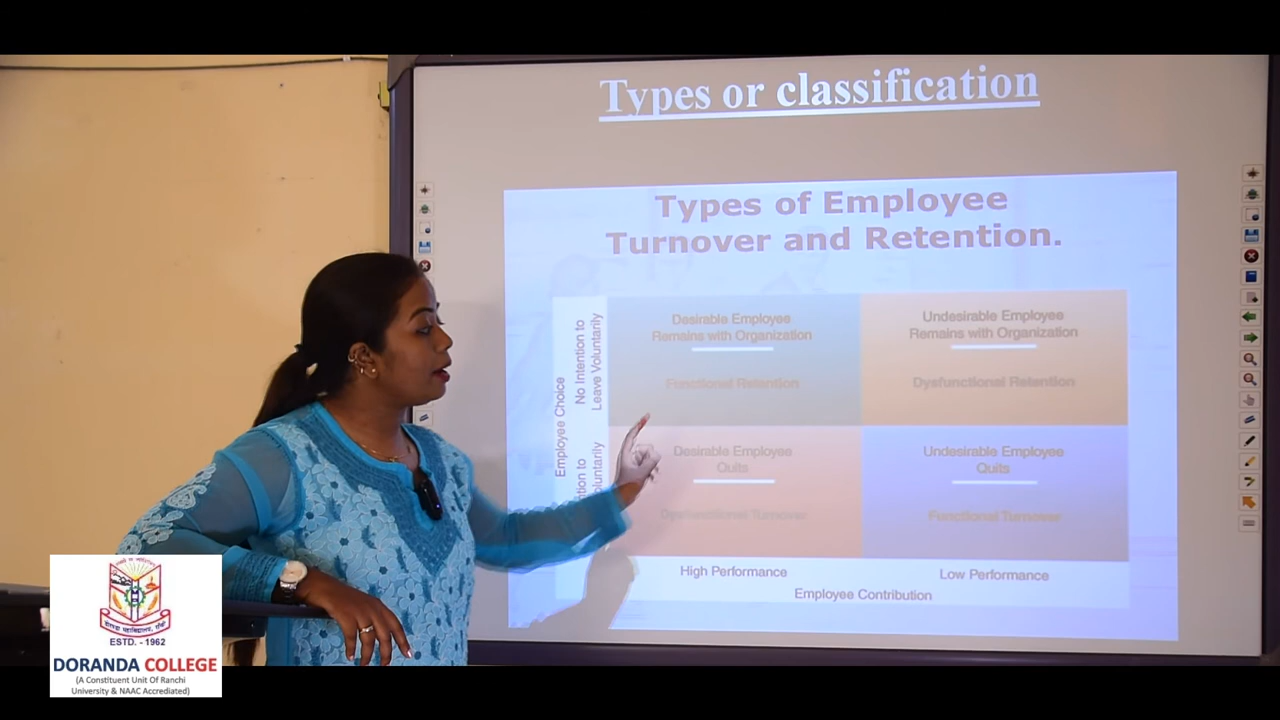 Types or classification
Types of Employee
Turnover and Retention.
Employee Choice
No Intention to
Leave Voluntarily
Desirable Employee
Remains with Organization
Functional Retention
Undesirable Employee
Remains with Organization
Dysfunctional Retention
Desirable Employee
Quits
Dysfunctional Turnover
Undesirable Employee
Quits
Functional Turnover
High Performance
Low Performance
Employee Contribution
ESTD. - 1962
DORANDA COLLEGE
(A Constituent Unit Of Ranchi
University & NAAC Accredited)